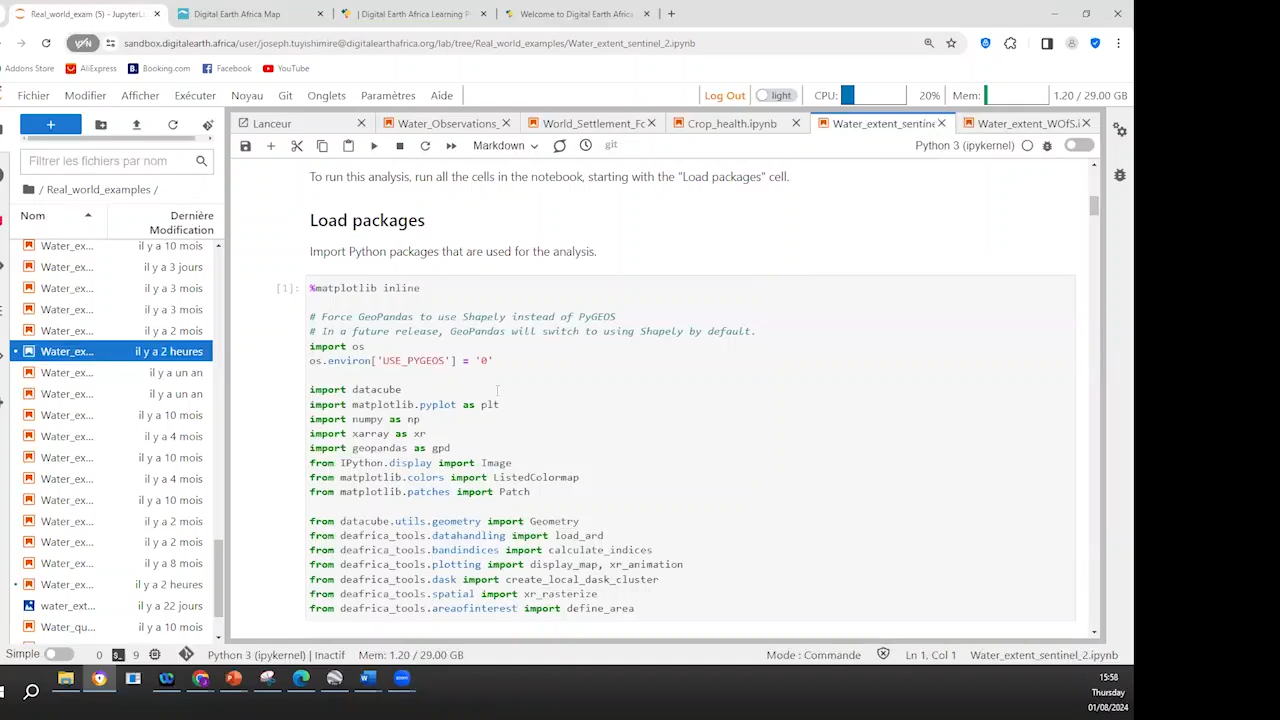 Real_world_exam (5) - JupyterL
Digital Earth Africa Map
| Digital Earth Africa Learning P
Welcome to Digital Earth Africa
VPN
sandbox.digitalearth.africa/user/joseph.tuyishimire@digitalearthafrica.org/lab/tree/Real_world_examples/Water_extent_sentinel_2.ipynb
Addons Store
AliExpress
Booking.com
Facebook
YouTube
Fichier
Modifier
Afficher
Exécuter
Noyau
Git
Onglets
Paramètres
Aide
Log Out
light
CPU:
20%
Mem:
1.20 / 29.00 GB
Lanceur
Water_Observations_
World_Settlement_Fo
Crop_health.ipynb
Water_extent_sentine
Water_extent_WOfS.i
Markdown
git
Python 3 (ipykernel)
Filtrer les fichiers par nom
/ Real_world_examples /
Nom
Dernière
Modification
Water_ex... il y a 10 mois
Water_ex... il y a 3 jours
Water_ex... il y a 3 mois
Water_ex... il y a 3 mois
Water_ex... il y a 2 mois
Water_ex... il y a 2 heures
Water_ex... il y a un an
Water_ex... il y a un an
Water_ex... il y a 10 mois
Water_ex... il y a 4 mois
Water_ex... il y a 10 mois
Water_ex... il y a 4 mois
Water_ex... il y a 10 mois
Water_ex... il y a 2 mois
Water_ex... il y a 2 mois
Water_ex... il y a 8 mois
Water_ex... il y a 2 heures
water_ext... il y a 22 jours
Water_qu... il y a 10 mois
To run this analysis, run all the cells in the notebook, starting with the "Load packages" cell.
Load packages
Import Python packages that are used for the analysis.
[1]:
%matplotlib inline
# Force GeoPandas to use Shapely instead of PyGEOS
# In a future release, GeoPandas will switch to using Shapely by default.
import os
os.environ['USE_PYGEOS'] = '0'
import datacube
import matplotlib.pyplot as plt
import numpy as np
import xarray as xr
import geopandas as gpd
from IPython.display import Image
from matplotlib.colors import ListedColormap
from matplotlib.patches import Patch
from datacube.utils.geometry import Geometry
from deafrica_tools.datahandling import load_ard
from deafrica_tools.bandindices import calculate_indices
from deafrica_tools.plotting import display_map, xr_animation
from deafrica_tools.dask import create_local_dask_cluster
from deafrica_tools.spatial import xr_rasterize
from deafrica_tools.areaofinterest import define_area
Simple
0
9
Python 3 (ipykernel) | Inactif
Mem: 1.20 / 29.00 GB
Mode : Commande
Ln 1, Col 1
Water_extent_sentinel_2.ipynb
15:58
Thursday
01/08/2024